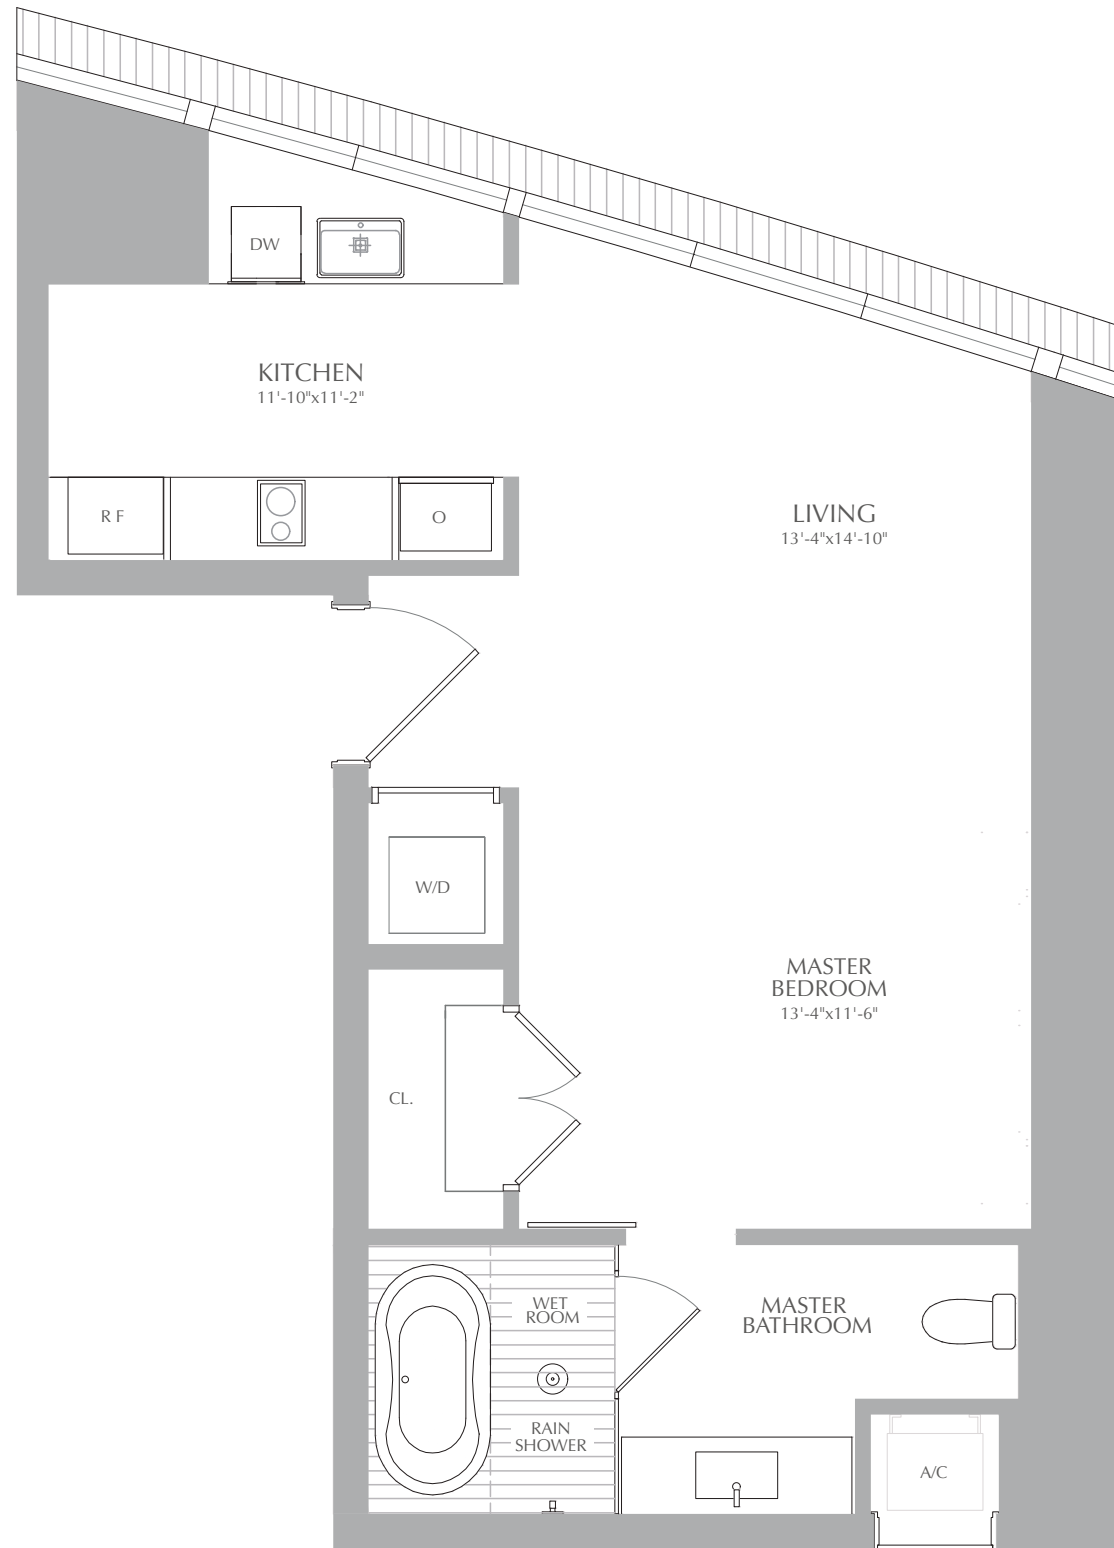 DW
KITCHEN
11'-10"x11'-2"
R F
O
LIVING
13'-4"x14'-10"
W/D
MASTER
BEDROOM
13'-4"x11'-6"
CL.
WET
ROOM
MASTER
BATHROOM
RAIN
SHOWER
A/C